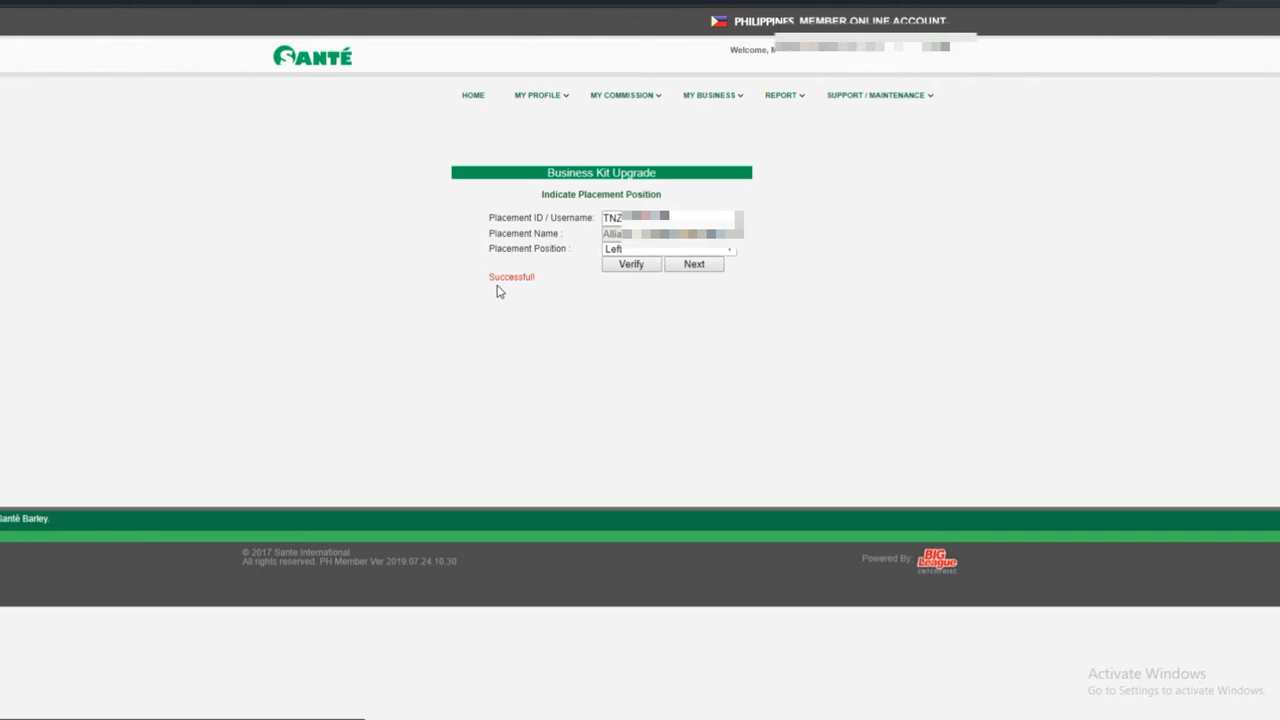 PHILIPPINES MEMBER ONLINE ACCOUNT
SANTÉ
Welcome,
HOME MY PROFILE MY COMMISSION MY BUSINESS REPORT SUPPORT / MAINTENANCE
Business Kit Upgrade
Indicate Placement Position
Placement ID / Username: TNZ
Placement Name : Allia
Placement Position : Left
Verify Next
Successful!
Santé Barley.
© 2017 Sante International
All rights reserved. PH Member Ver 2019.07.24.10.30
Powered By:
BIG
League
ENTERPRISE
Activate Windows
Go to Settings to activate Windows.